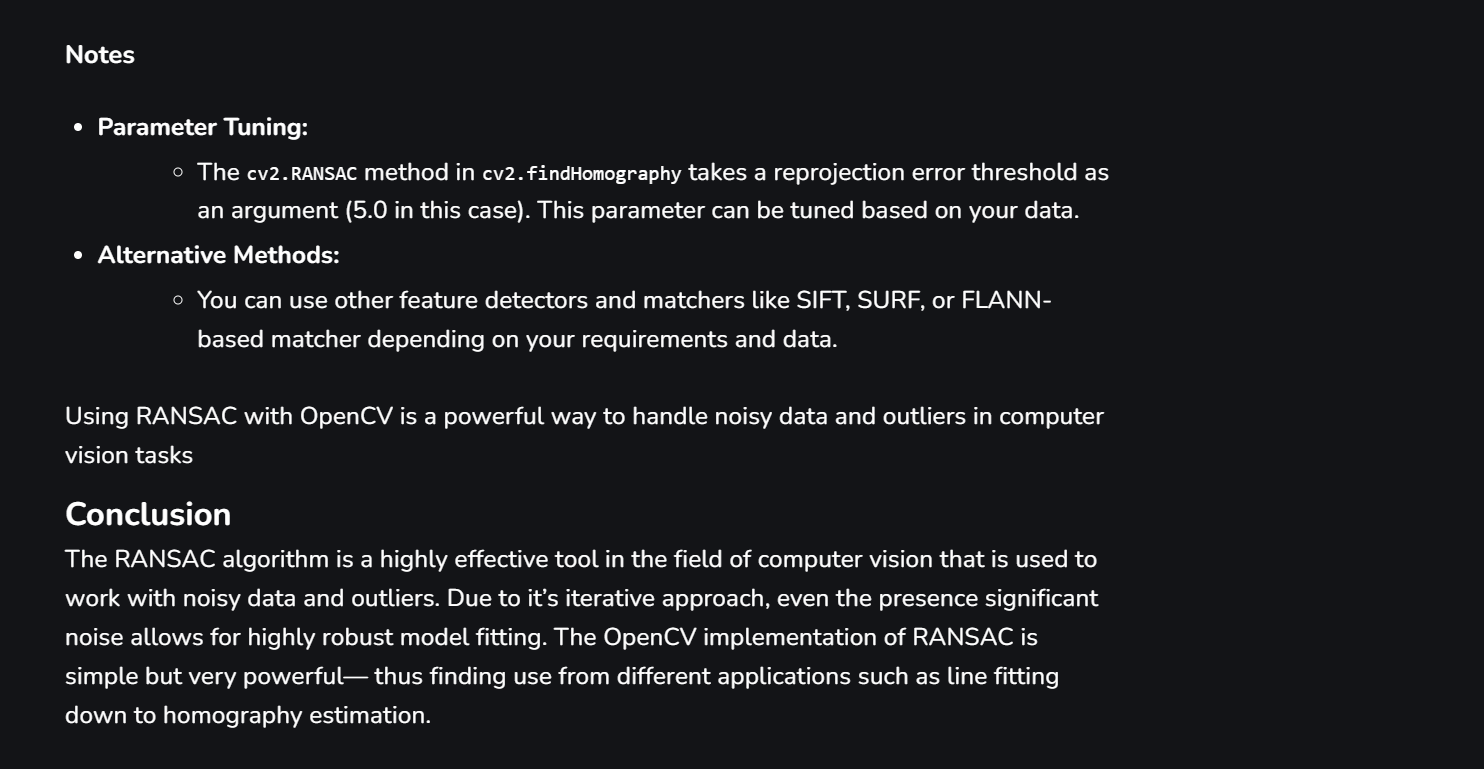 Notes
• Parameter Tuning:
○ The cv2.RANSAC method in cv2.findHomography takes a reprojection error threshold as
an argument (5.0 in this case). This parameter can be tuned based on your data.
• Alternative Methods:
○ You can use other feature detectors and matchers like SIFT, SURF, or FLANN-
based matcher depending on your requirements and data.
Using RANSAC with OpenCV is a powerful way to handle noisy data and outliers in computer
vision tasks
Conclusion
The RANSAC algorithm is a highly effective tool in the field of computer vision that is used to
work with noisy data and outliers. Due to it’s iterative approach, even the presence significant
noise allows for highly robust model fitting. The OpenCV implementation of RANSAC is
simple but very powerful— thus finding use from different applications such as line fitting
down to homography estimation.